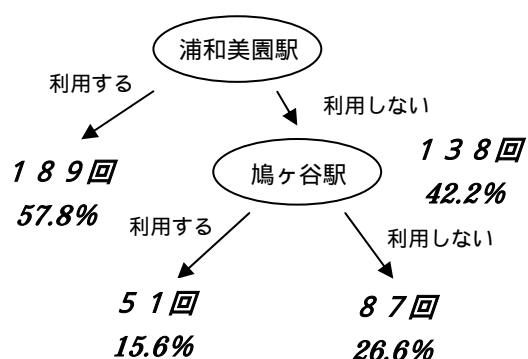 浦和美園駅
利用する
利用しない
１８９回
57.8%
鳩ヶ谷駅
１３８回
42.2%
利用する
利用しない
５１回
15.6%
８７回
26.6%